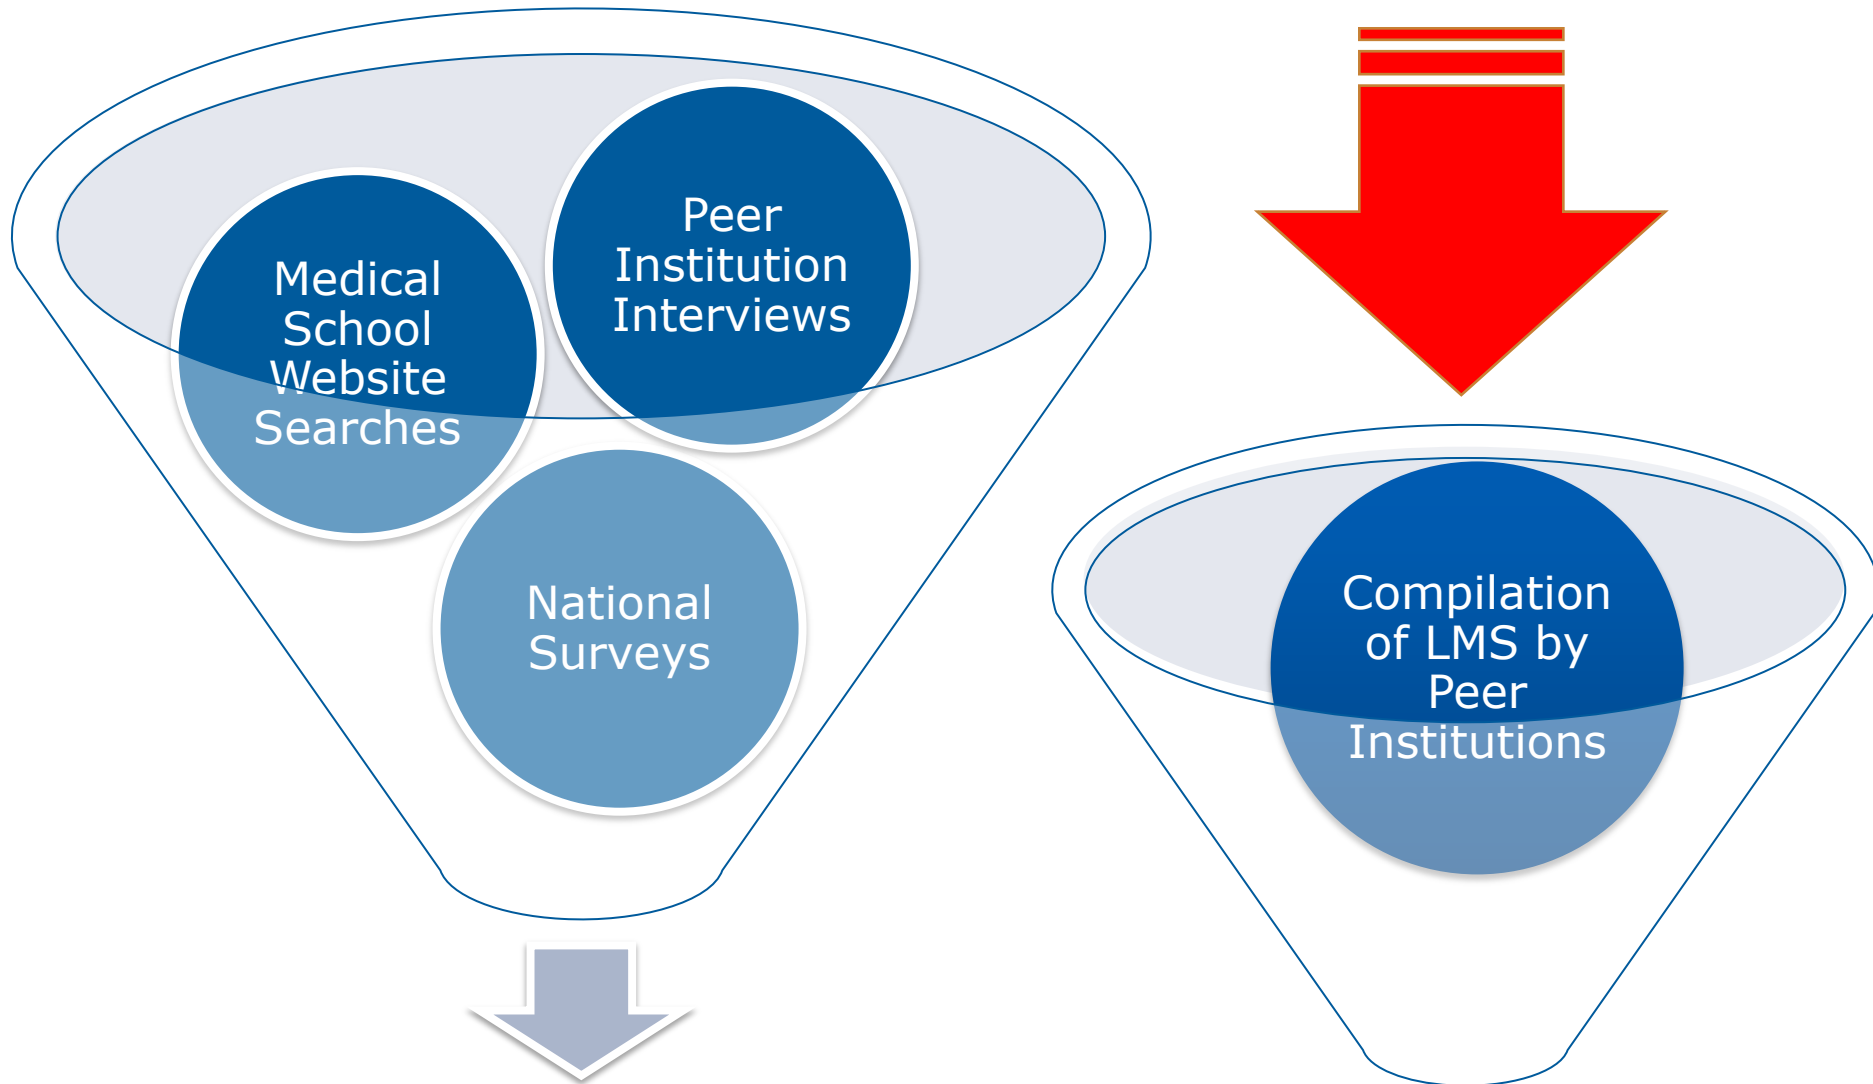 Medical
School
Website
Searches
Peer
Institution
Interviews
National
Surveys
Compilation
of LMS by
Peer
Institutions